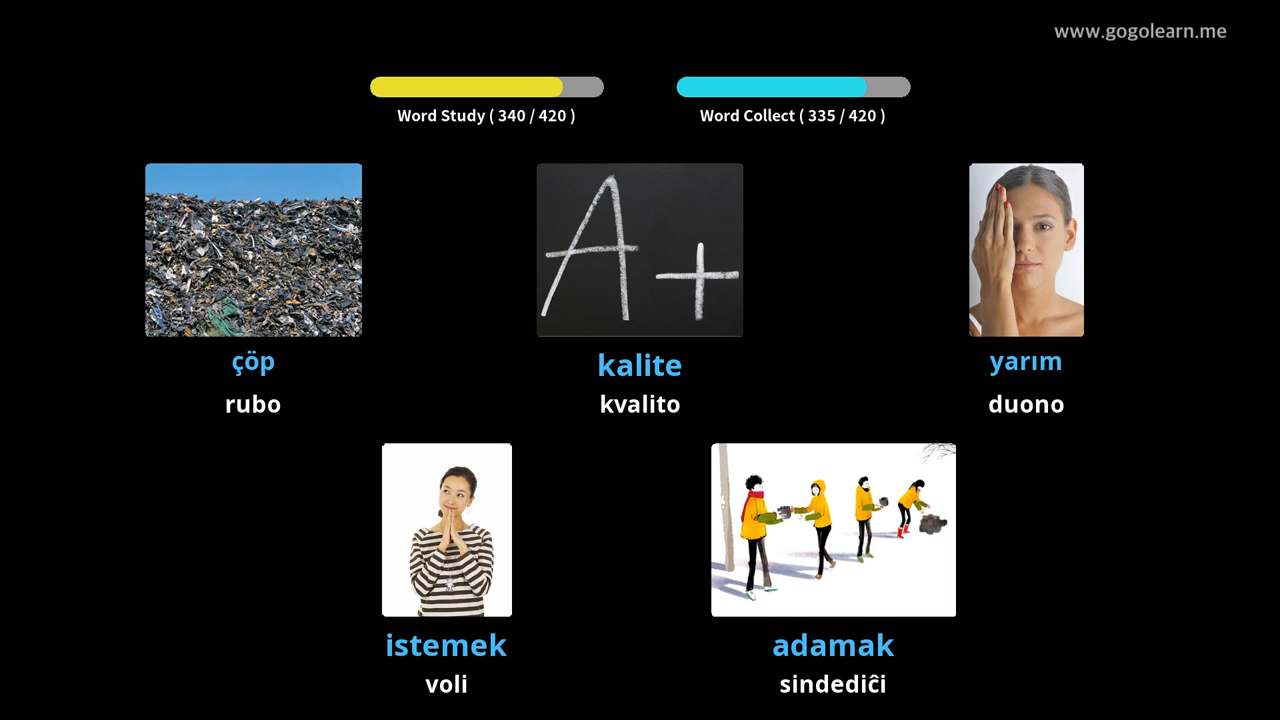 www.gogolearn.me
Word Study ( 340 / 420 )
Word Collect ( 335 / 420 )
A+
çöp
kalite
yarım
rubo
kvalito
duono
istemek
adamak
voli
sindediĉi